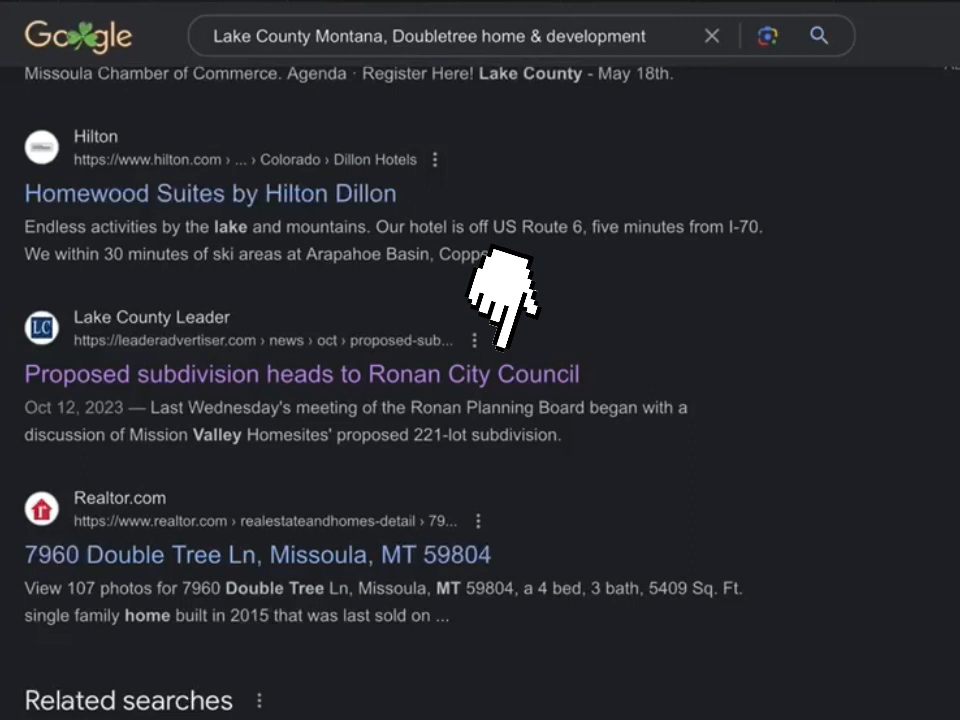 Google
Lake County Montana, Doubletree home & development
Missoula Chamber of Commerce. Agenda · Register Here! Lake County - May 18th.
Hilton
https://www.hilton.com › ... › Colorado › Dillon Hotels
Homewood Suites by Hilton Dillon
Endless activities by the lake and mountains. Our hotel is off US Route 6, five minutes from I-70.
We within 30 minutes of ski areas at Arapahoe Basin,
LC
Lake County Leader
https://leaderadvertiser.com › news › oct › proposed-sub...
Proposed subdivision heads to Ronan City Council
Oct 12, 2023 — Last Wednesday's meeting of the Ronan Planning Board began with a
discussion of Mission Valley Homesites' proposed 221-lot subdivision.
r
Realtor.com
https://www.realtor.com › realestateandhomes-detail › 79...
7960 Double Tree Ln, Missoula, MT 59804
View 107 photos for 7960 Double Tree Ln, Missoula, MT 59804, a 4 bed, 3 bath, 5409 Sq. Ft.
single family home built in 2015 that was last sold on ...
Related searches